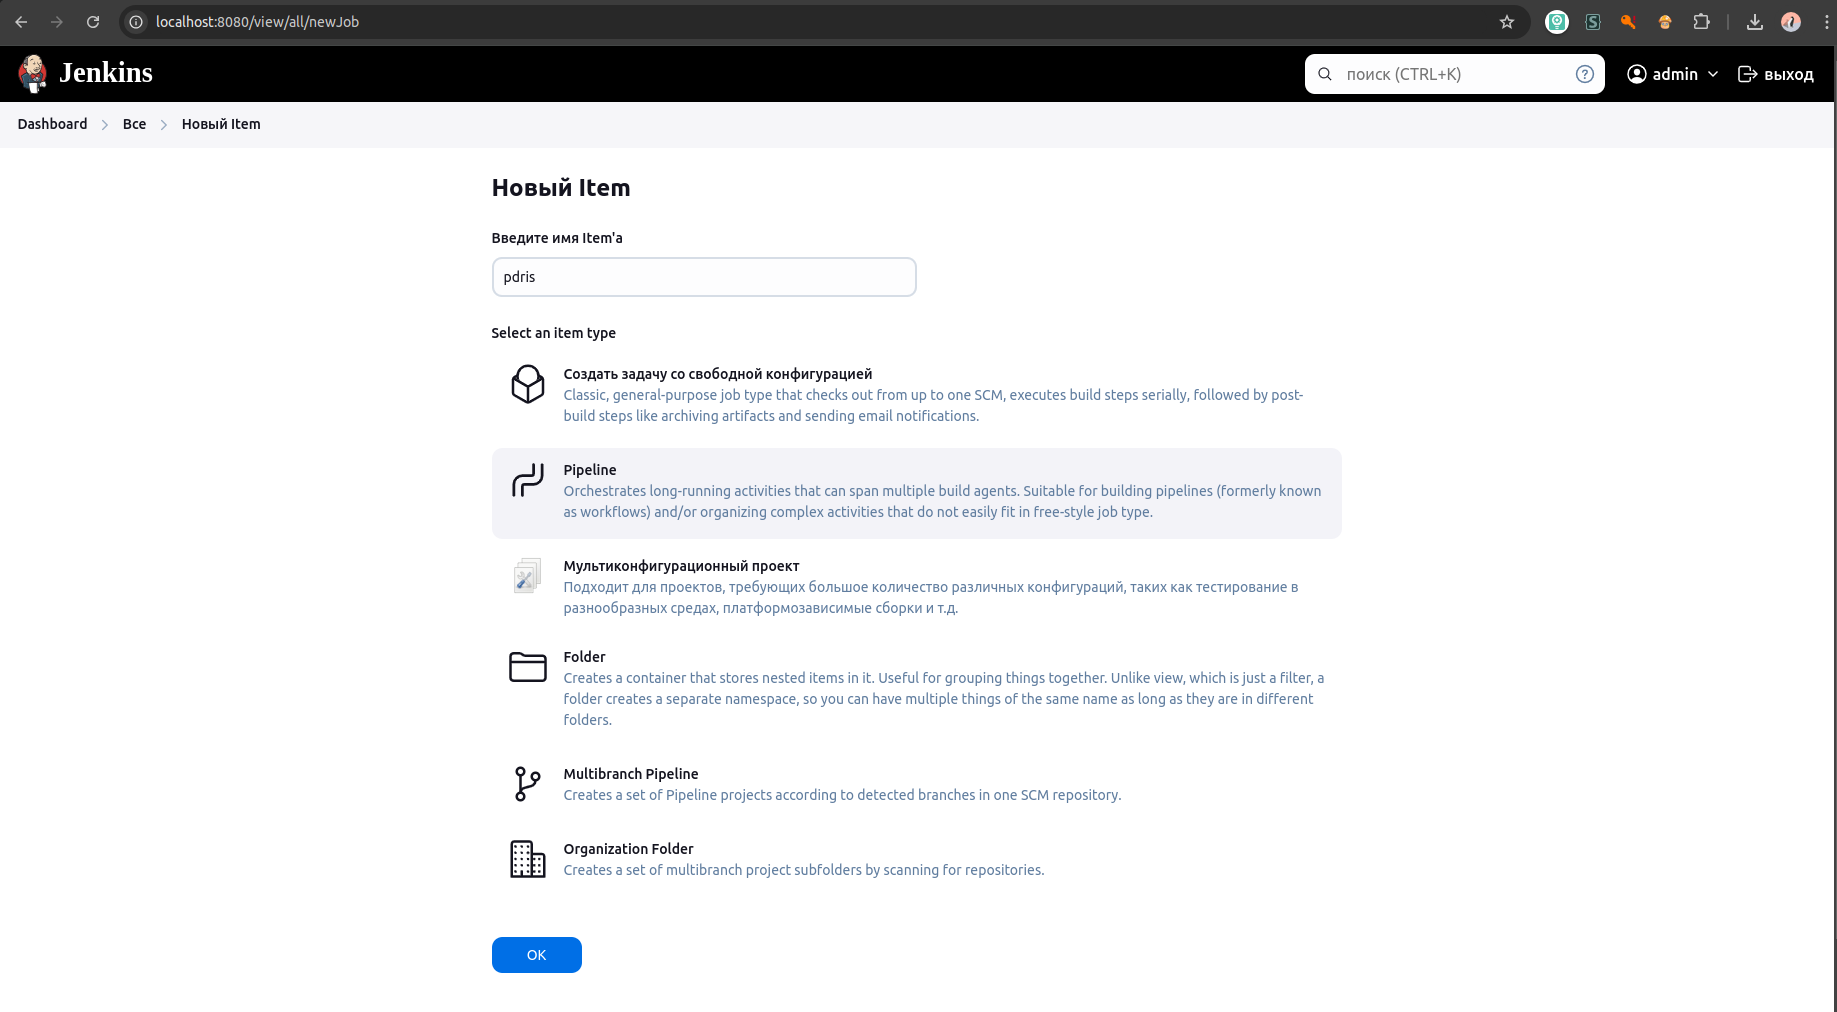 localhost:8080/view/all/newJob
Jenkins
поиск (CTRL+K)
admin
выход
Dashboard
Все
Новый Item
Новый Item
Введите имя Item'а
pdris
Select an item type
Создать задачу со свободной конфигурацией
Classic, general-purpose job type that checks out from up to one SCM, executes build steps serially, followed by post-
build steps like archiving artifacts and sending email notifications.
Pipeline
Orchestrates long-running activities that can span multiple build agents. Suitable for building pipelines (formerly known
as workflows) and/or organizing complex activities that do not easily fit in free-style job type.
Мультиконфигурационный проект
Подходит для проектов, требующих большое количество различных конфигураций, таких как тестирование в
разнообразных средах, платформозависимые сборки и т.д.
Folder
Creates a container that stores nested items in it. Useful for grouping things together. Unlike view, which is just a filter, a
folder creates a separate namespace, so you can have multiple things of the same name as long as they are in different
folders.
Multibranch Pipeline
Creates a set of Pipeline projects according to detected branches in one SCM repository.
Organization Folder
Creates a set of multibranch project subfolders by scanning for repositories.
OK